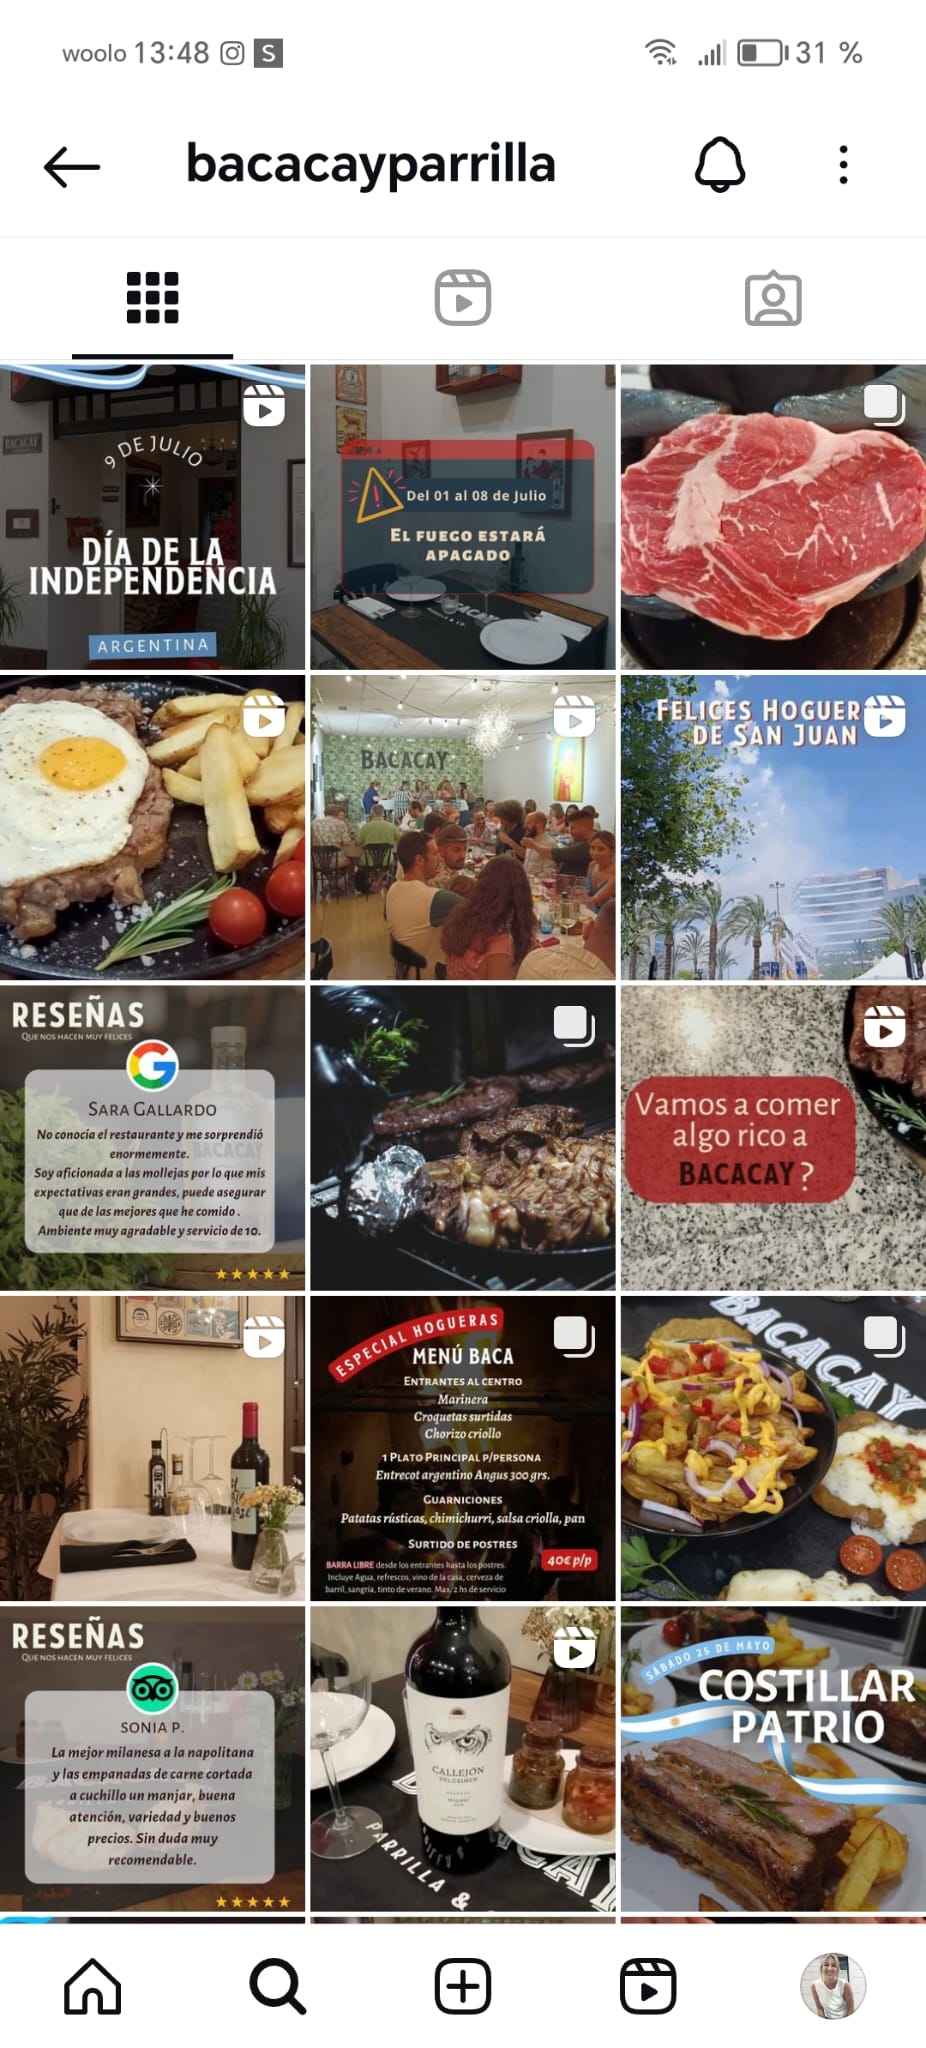 woolo 13:48 S 31 %
bacacayparrilla
BACACAY
9 DE JULIO
DÍA DE LA
INDEPENDENCIA
ARGENTINA
Del 01 al 08 de Julio
El fuego estará
apagado
BACACAY
Felices Hogueras
de San Juan
RESEÑAS
Que nos hacen muy felices
G
Sara Gallardo
No conocía el restaurante y me sorprendió
enormemente.
Soy aficionada a las mollejas por lo que mis
expectativas eran grandes, puede asegurar
que de las mejores que he comido .
Ambiente muy agradable y servicio de 10.
Vamos a comer
algo rico a
BACACAY ?
ESPECIAL HOGUERAS
MENÚ BACA
Entrantes al centro
Marinera
Croquetas surtidas
Chorizo criollo
1 Plato Principal p/persona
Entrecot argentino Angus 300 grs.
Guarniciones
Patatas rústicas, chimichurri, salsa criolla, pan
Surtido de postres
40€ p/p
BARRA LIBRE desde los entrantes hasta los postres.
Incluye Agua, refrescos, vino de la casa, cerveza de
barril, sangría, tinto de verano. Max. 2 hs de servicio
BACACAY
RESEÑAS
Que nos hacen muy felices
SONIA P.
La mejor milanesa a la napolitana
y las empanadas de carne cortada
a cuchillo un manjar, buena
atención, variedad y buenos
precios. Sin duda muy
recomendable.
CALLEJÓN
DEL CRIMEN
MALBEC
PARRILLA &
SÁBADO 25 DE MAYO
COSTILLAR
PATRIO